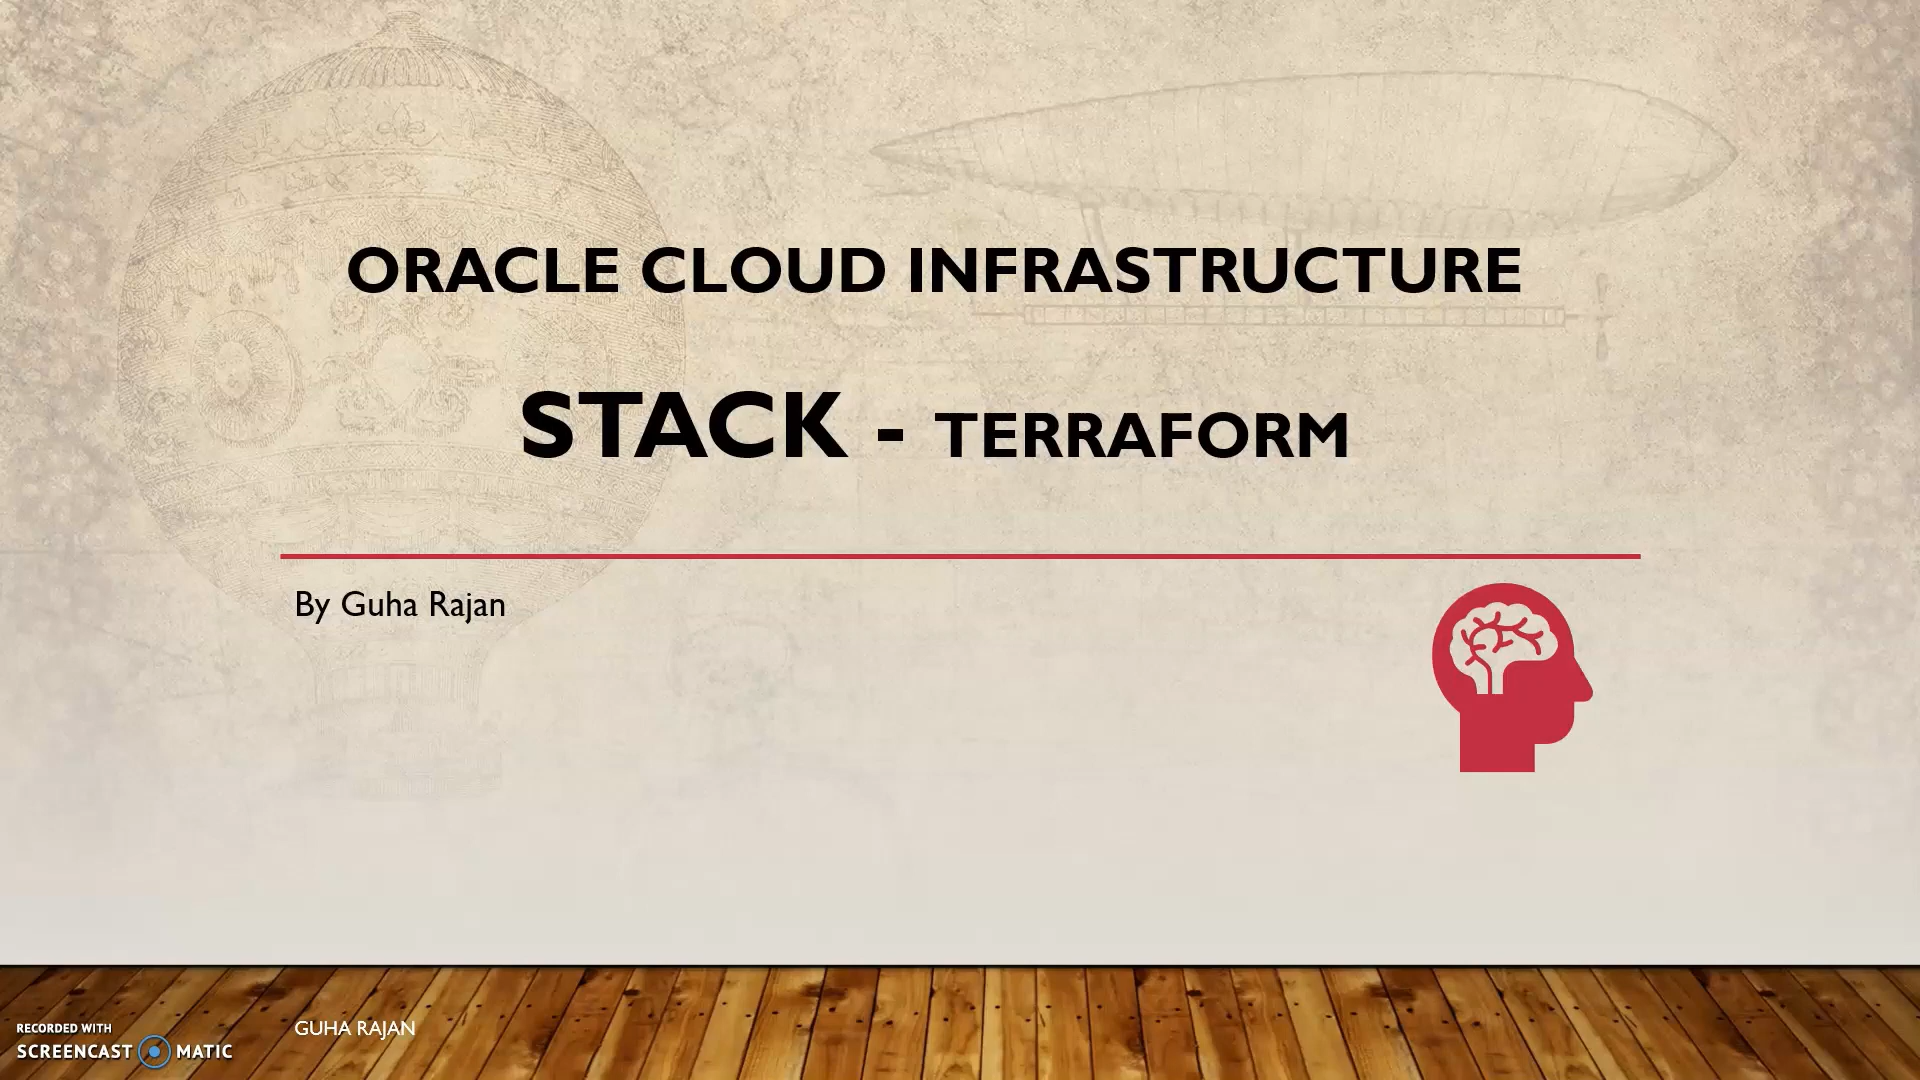 ORACLE CLOUD INFRASTRUCTURE
STACK - TERRAFORM
By Guha Rajan
GUHA RAJAN
RECORDED WITH
SCREENCAST MATIC